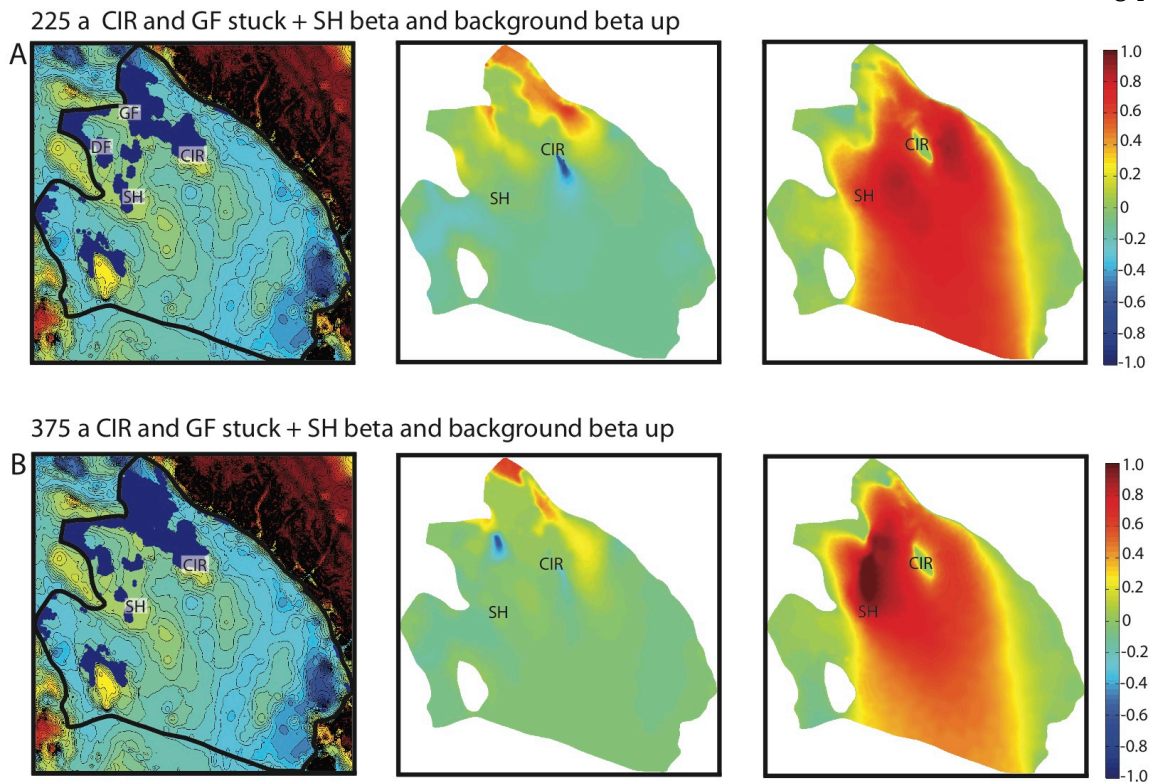 225 a CIR and GF stuck + SH beta and background beta up
A
GF
DF
CIR
SH
CIR
SH
CIR
SH
1.0
0.8
0.6
0.4
0.2
0
-0.2
-0.4
-0.6
-0.8
-1.0
375 a CIR and GF stuck + SH beta and background beta up
B
CIR
SH
CIR
SH
CIR
SH
1.0
0.8
0.6
0.4
0.2
0
-0.2
-0.4
-0.6
-0.8
-1.0